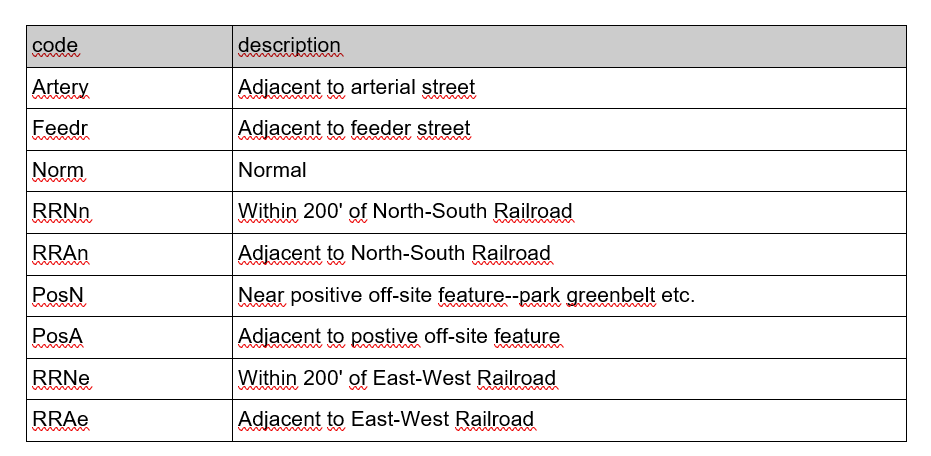 code description
Artery Adjacent to arterial street
Feedr Adjacent to feeder street
Norm Normal
RRNn Within 200' of North-South Railroad
RRAn Adjacent to North-South Railroad
PosN Near positive off-site feature--park greenbelt etc.
PosA Adjacent to postive off-site feature
RRNe Within 200' of East-West Railroad
RRAe Adjacent to East-West Railroad